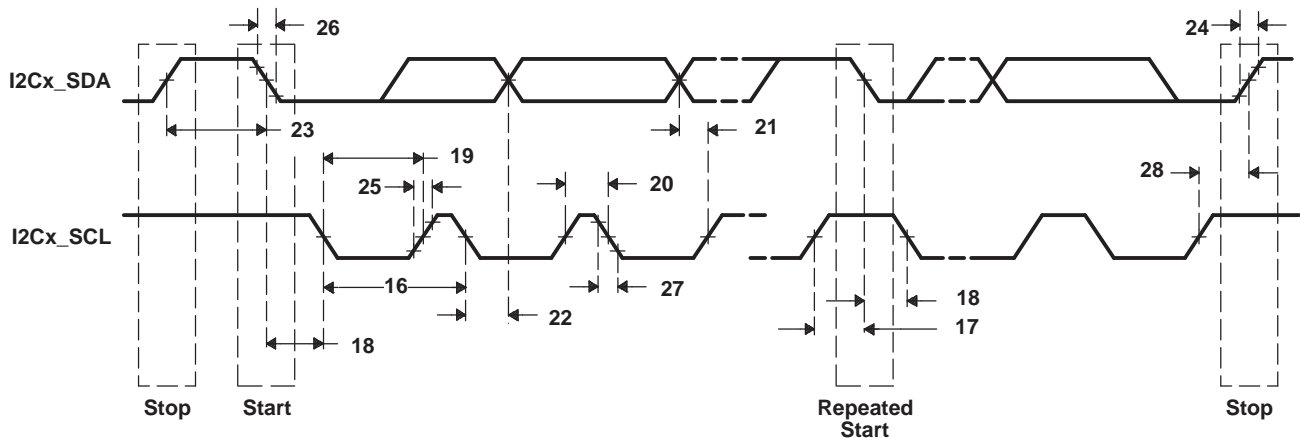 26
24
I2Cx_SDA
23
21
19
28
25
20
I2Cx_SCL
16
27
18
22
17
18
Stop
Start
Repeated
Start
Stop